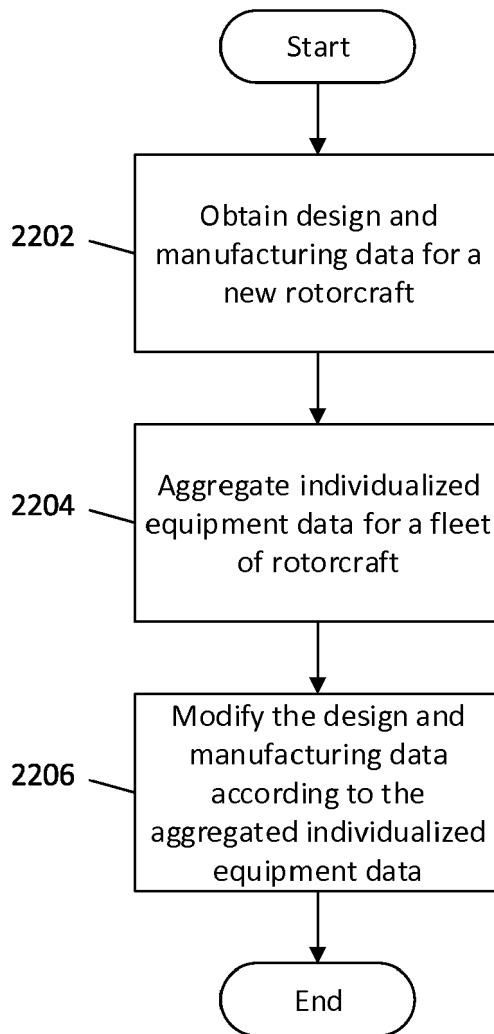 Start
2202
Obtain design and
manufacturing data for a
new rotorcraft
2204
Aggregate individualized
equipment data for a fleet
of rotorcraft
2206
Modify the design and
manufacturing data
according to the
aggregated individualized
equipment data
End